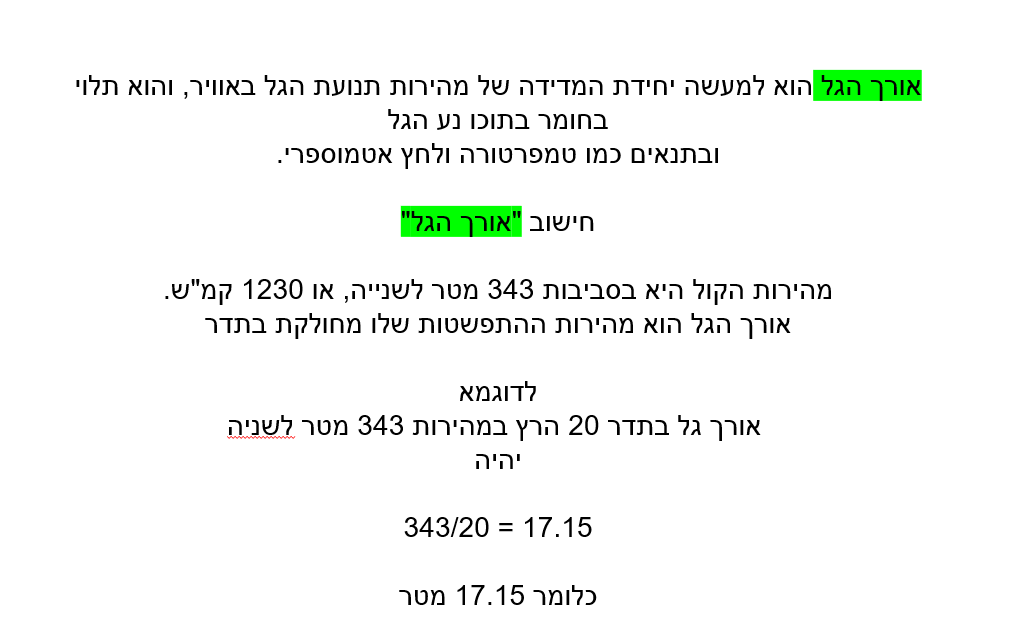 אורך הגל הוא למעשה יחידת המדידה של מהירות תנועת הגל באוויר, והוא תלוי
בחומר בתוכו נע הגל
ובתנאים כמו טמפרטורה ולחץ אטמוספרי.
חישוב "אורך הגל"
מהירות הקול היא בסביבות 343 מטר לשנייה, או 1230 קמ"ש.
אורך הגל הוא מהירות ההתפשטות שלו מחולקת בתדר
לדוגמא
אורך גל בתדר 20 הרץ במהירות 343 מטר לשניה
יהיה
343/20 = 17.15
כלומר 17.15 מטר